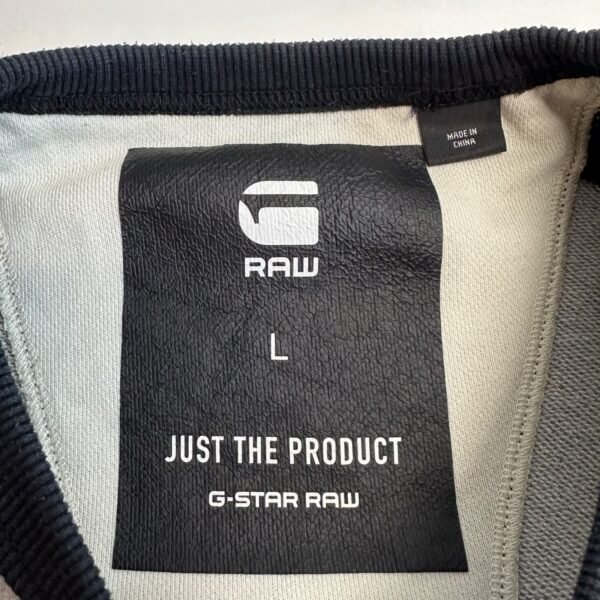 MADE IN
CHINA
G
RAW
L
JUST THE PRODUCT
G-STAR RAW